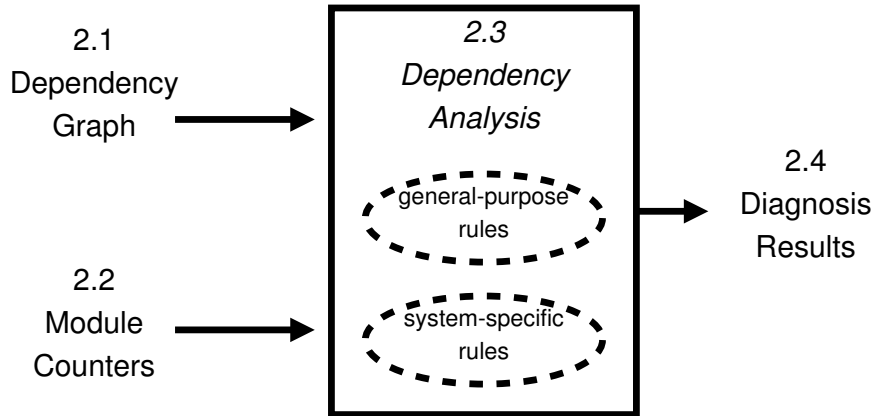 2.1
Dependency
Graph
2.2
Module
Counters
2.3
Dependency
Analysis
general-purpose
rules
system-specific
rules
2.4
Diagnosis
Results